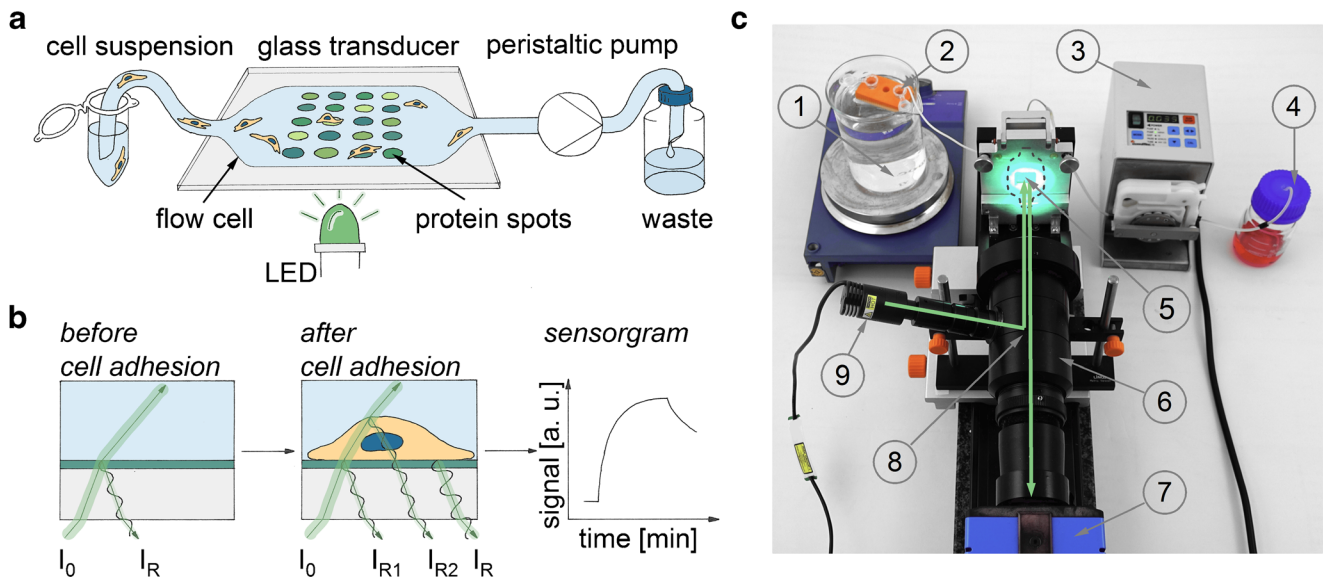 a
cell suspension
glass transducer
peristaltic pump
flow cell
protein spots
waste
LED
b
before
cell adhesion
after
cell adhesion
sensorgram
signal [a. u.]
time [min]
I0
IR
I0
IR1
IR2
IR
c
1
2
3
4
5
6
7
8
9